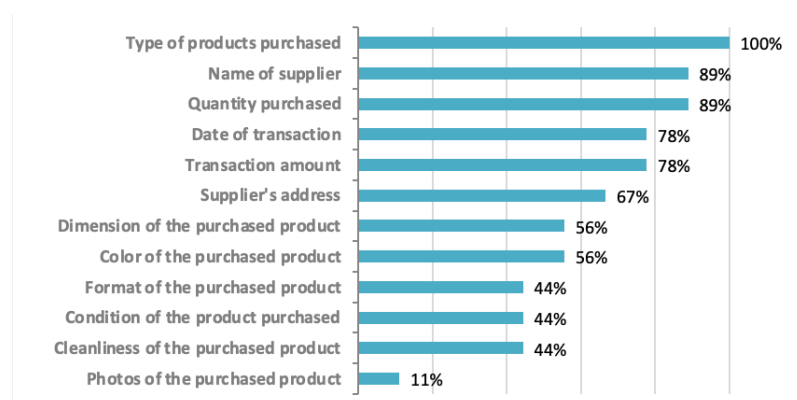 Type of products purchased 100%
Name of supplier 89%
Quantity purchased 89%
Date of transaction 78%
Transaction amount 78%
Supplier's address 67%
Dimension of the purchased product 56%
Color of the purchased product 56%
Format of the purchased product 44%
Condition of the product purchased 44%
Cleanliness of the purchased product 44%
Photos of the purchased product 11%